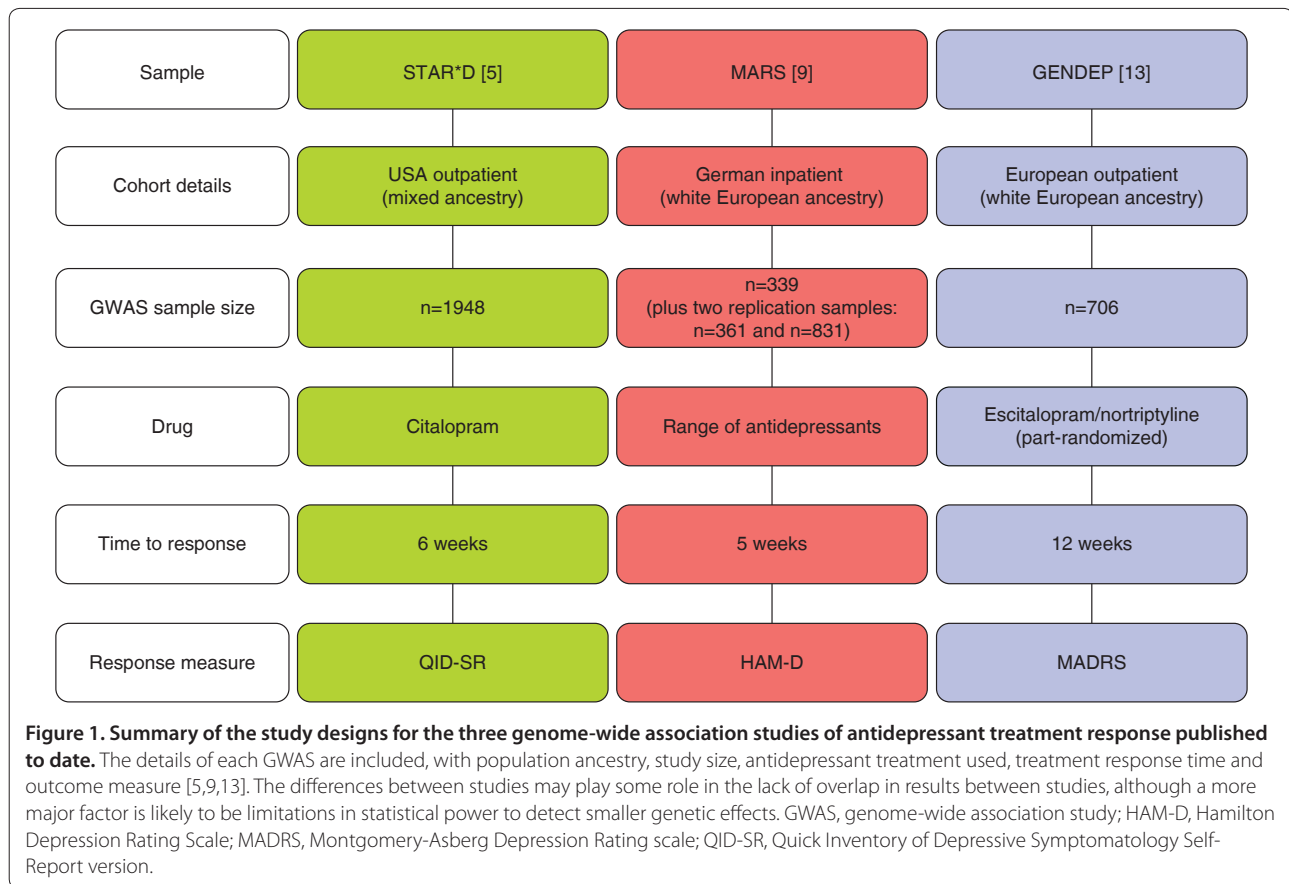 Sample
STAR*D [5]
MARS [9]
GENDEP [13]
Cohort details
USA outpatient
(mixed ancestry)
German inpatient
(white European ancestry)
European outpatient
(white European ancestry)
GWAS sample size
n=1948
n=339
(plus two replication samples:
n=361 and n=831)
n=706
Drug
Citalopram
Range of antidepressants
Escitalopram/nortriptyline
(part-randomized)
Time to response
6 weeks
5 weeks
12 weeks
Response measure
QID-SR
HAM-D
MADRS
Figure 1. Summary of the study designs for the three genome-wide association studies of antidepressant treatment response published
to date. The details of each GWAS are included, with population ancestry, study size, antidepressant treatment used, treatment response time and
outcome measure [5,9,13]. The differences between studies may play some role in the lack of overlap in results between studies, although a more
major factor is likely to be limitations in statistical power to detect smaller genetic effects. GWAS, genome-wide association study; HAM-D, Hamilton
Depression Rating Scale; MADRS, Montgomery-Asberg Depression Rating scale; QID-SR, Quick Inventory of Depressive Symptomatology Self-
Report version.